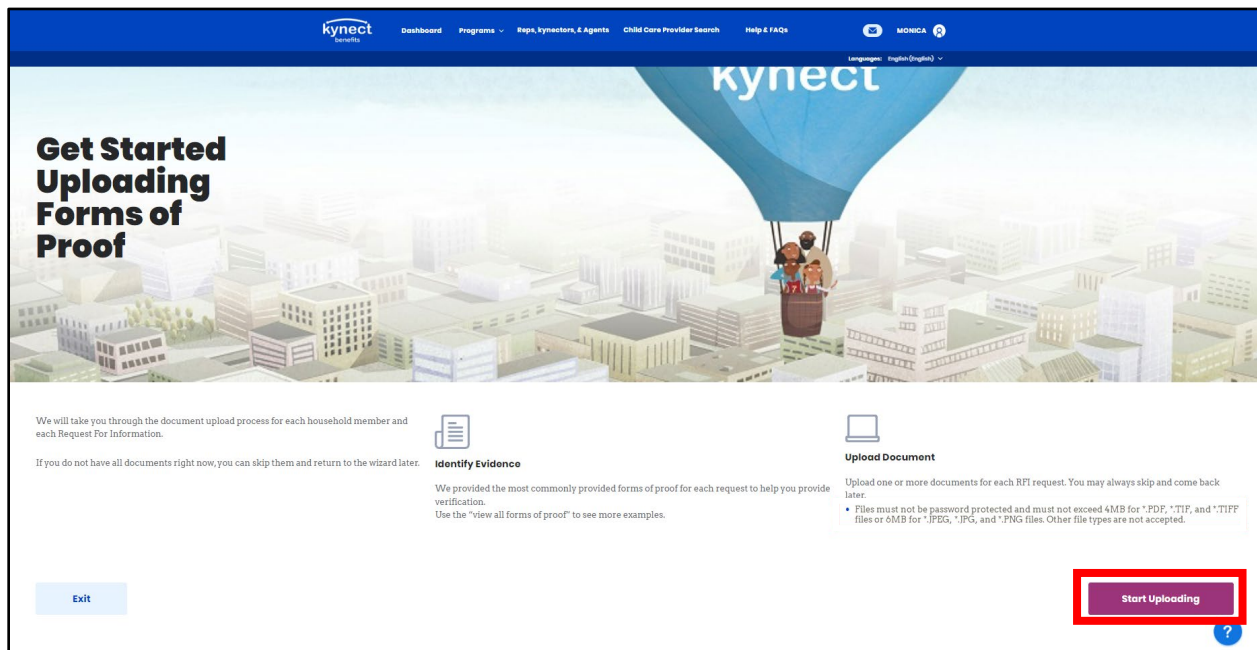 kynect
benefits
Dashboard Programs Reps, kynectors, & Agents Child Care Provider Search Help & FAQs MONICA
Languages: English (English)
kynect
Get Started
Uploading
Forms of
Proof
7
We will take you through the document upload process for each household member and
each Request For Information.
If you do not have all documents right now, you can skip them and return to the wizard later.
Identify Evidence
We provided the most commonly provided forms of proof for each request to help you provide
verification.
Use the "view all forms of proof" to see more examples.
Upload Document
Upload one or more documents for each RFI request. You may always skip and come back
later.
• Files must not be password protected and must not exceed 4MB for *.PDF, *.TIF, and *.TIFF
files or 6MB for *.JPEG, *.JPG, and *.PNG files. Other file types are not accepted.
Exit
Start Uploading
?